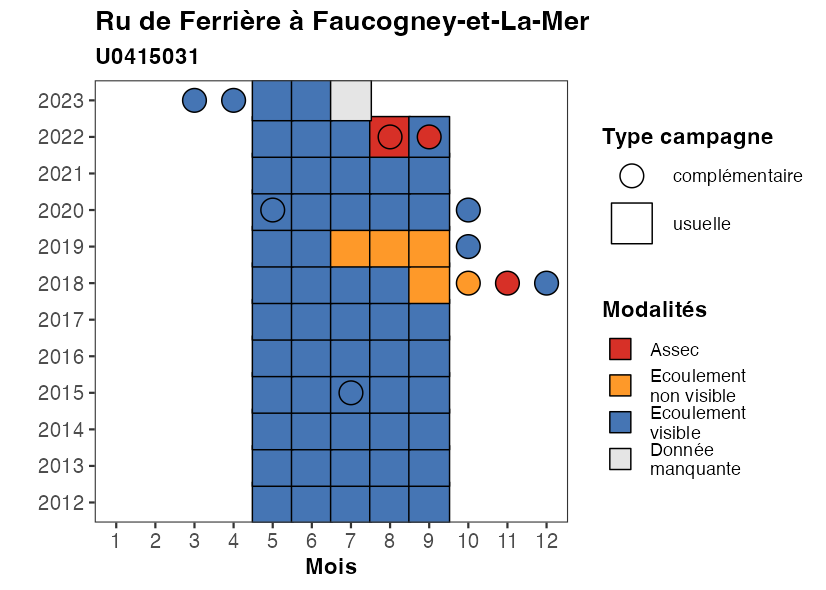 Ru de Ferrière à Faucogney-et-La-Mer
U0415031
2023
2022
2021
2020
2019
2018
2017
2016
2015
2014
2013
2012
1 2 3 4 5 6 7 8 9 10 11 12
Mois
Type campagne
complémentaire
usuelle
Modalités
Assec
Ecoulement
non visible
Ecoulement
visible
Donnée
manquante